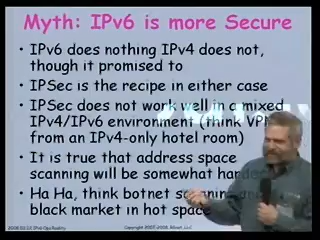 Myth: IPv6 is more Secure
• IPv6 does nothing IPv4 does not,
though it promised to
• IPSec is the recipe in either case
• IPSec does not work well in a mixed
IPv4/IPv6 environment (think
from an IPv4-only hotel room)
• It is true that address space
scanning will be somewhat
• Ha Ha, think botnet
black market in hot space